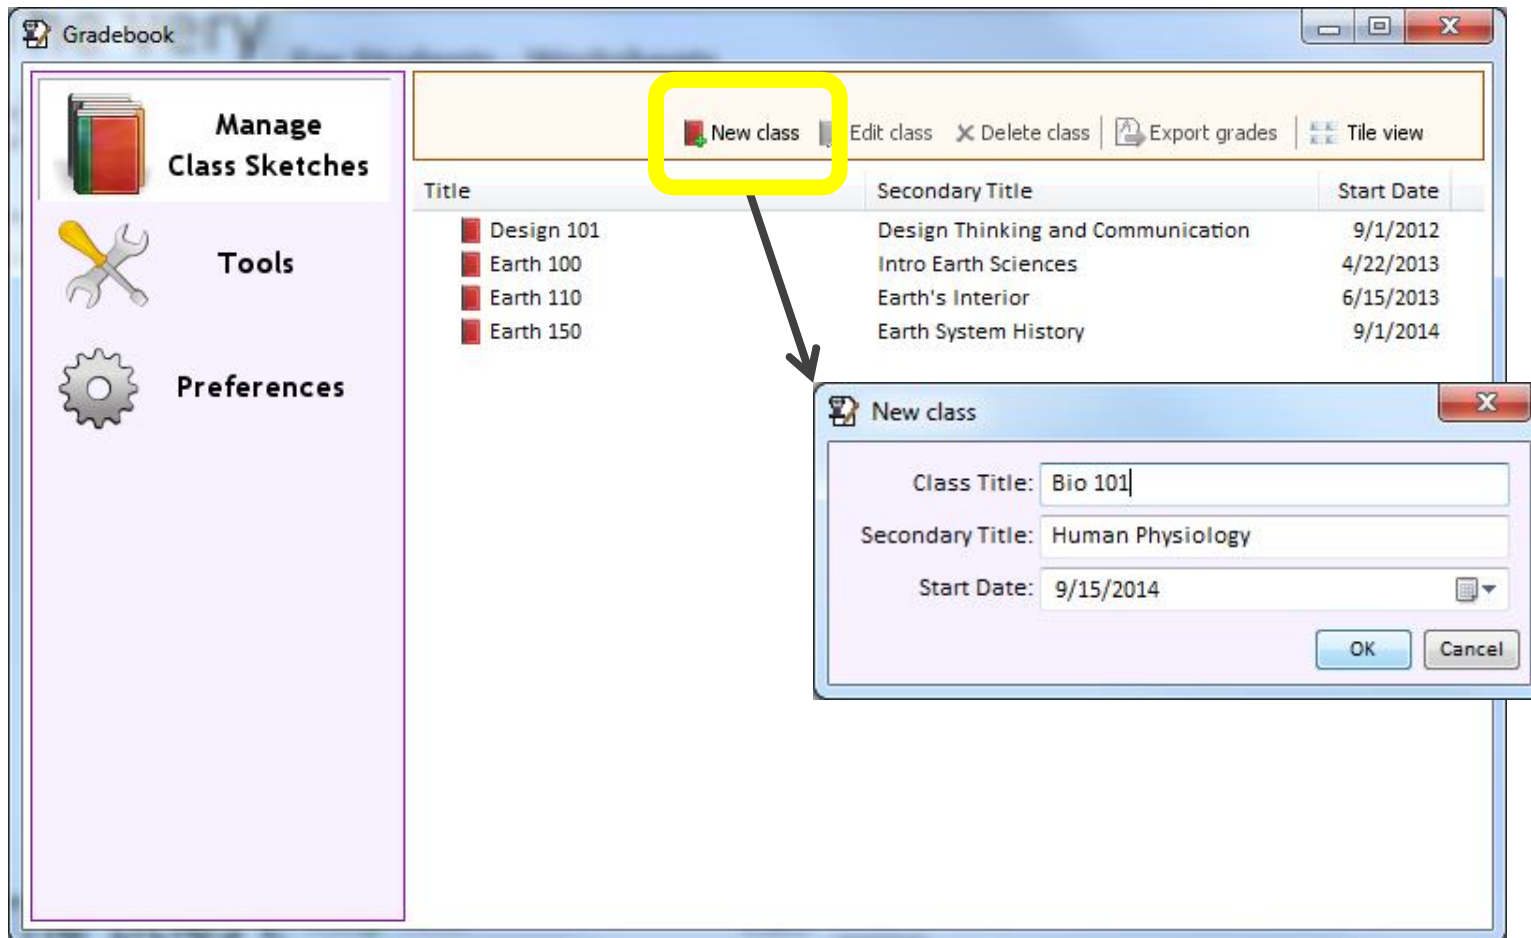 Gradebook
Manage
Class Sketches
Tools
Preferences
New class Edit class Delete class Export grades Tile view
Title Secondary Title Start Date
Design 101 Design Thinking and Communication 9/1/2012
Earth 100 Intro Earth Sciences 4/22/2013
Earth 110 Earth's Interior 6/15/2013
Earth 150 Earth System History 9/1/2014
New class
Class Title: Bio 101
Secondary Title: Human Physiology
Start Date: 9/15/2014
OK Cancel